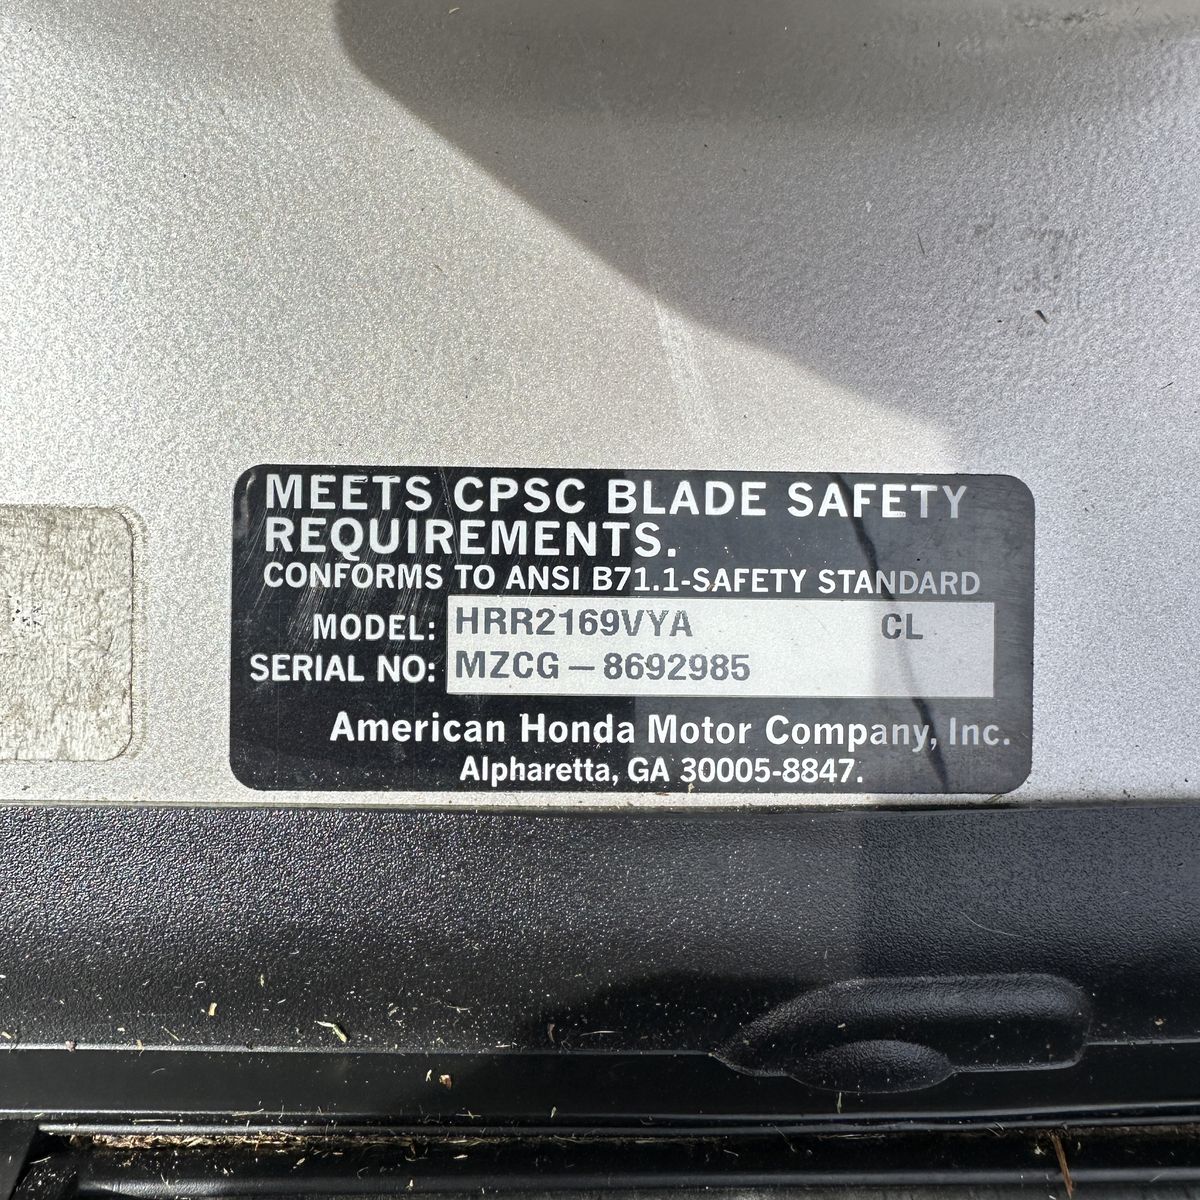 MEETS CPSC BLADE SAFETY
REQUIREMENTS.
CONFORMS TO ANSI B71.1-SAFETY STANDARD
MODEL: HRR2169VYA CL
SERIAL NO: MZCG – 8692985
American Honda Motor Company, Inc.
Alpharetta, GA 30005-8847.